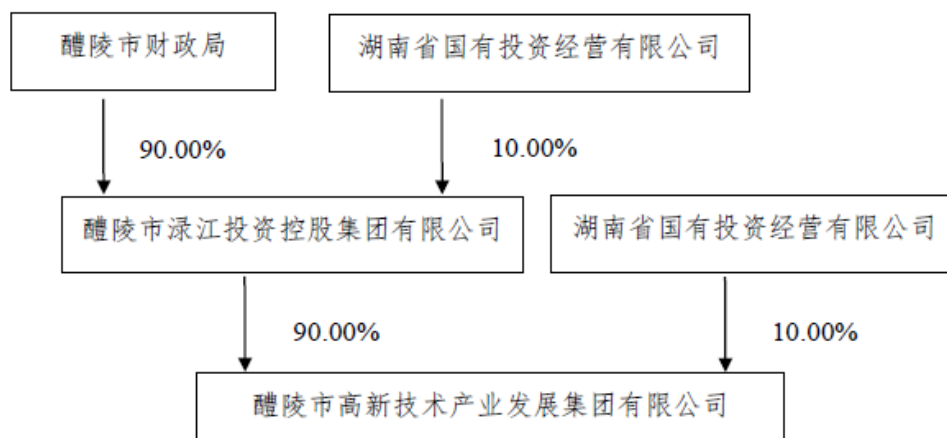 醴陵市财政局
湖南省国有投资经营有限公司
90.00%
10.00%
醴陵市渌江投资控股集团有限公司
湖南省国有投资经营有限公司
90.00%
10.00%
醴陵市高新技术产业发展集团有限公司